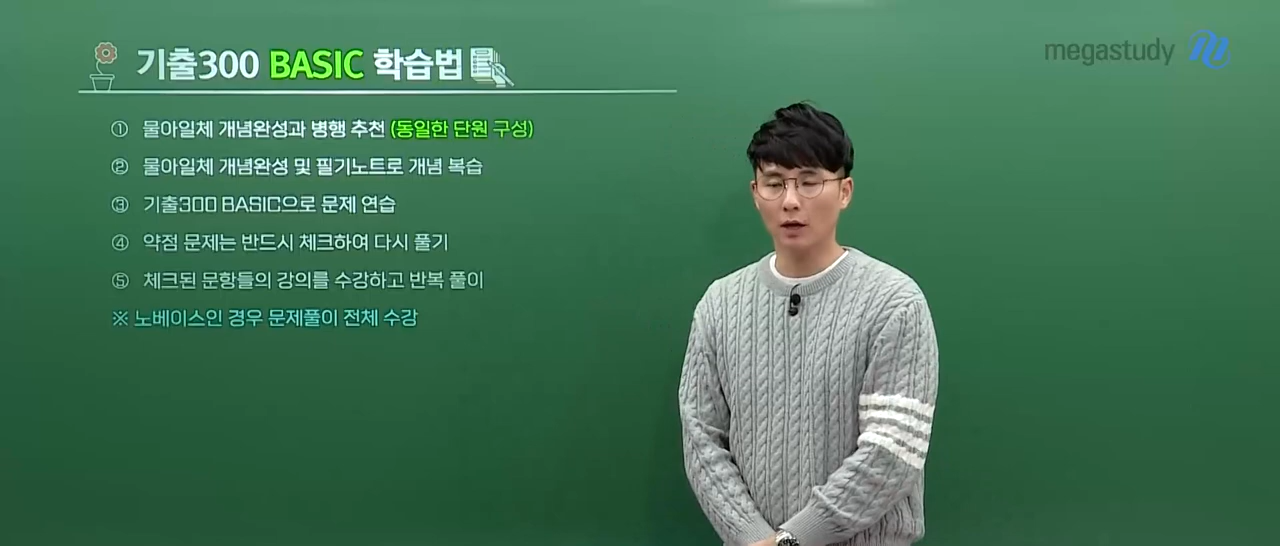 기출300 BASIC 학습법
megastudy
① 물아일체 개념완성과 병행 추천 (동일한 단원 구성)
② 물아일체 개념완성 및 필기노트로 개념 복습
③ 기출300 BASIC으로 문제 연습
④ 약점 문제는 반드시 체크하여 다시 풀기
⑤ 체크된 문항들의 강의를 수강하고 반복 풀이
※ 노베이스인 경우 문제풀이 전체 수강